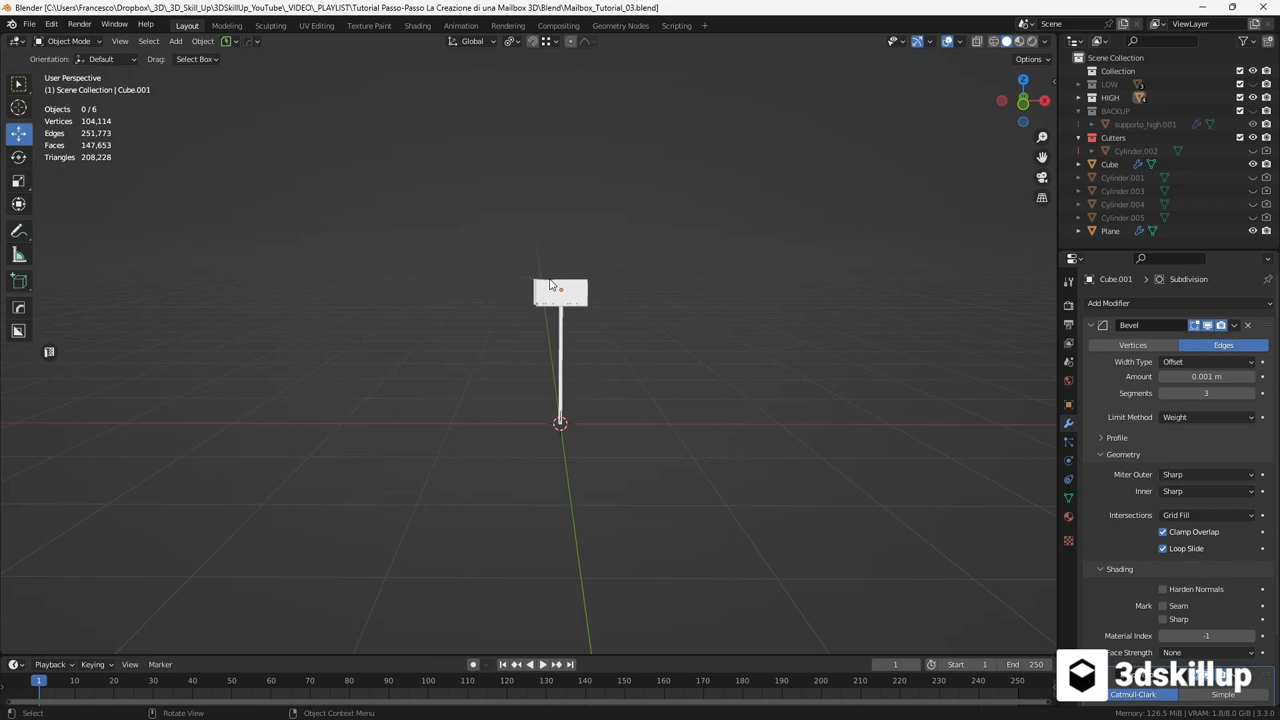 Blender [C:\Users\Francesco\Dropbox\_3D\_3D_Skill_Up\3DSkillUp_YouTube\_VIDEO_PLAYLIST\Tutorial Passo-Passo La Creazione di una Mailbox 3D\Blend\Mailbox_Tutorial_03.blend]
File Edit Render Window Help Layout Modeling Sculpting UV Editing Texture Paint Shading Animation Rendering Compositing Geometry Nodes Scripting + Scene ViewLayer
Object Mode View Select Add Object Global
Orientation: Default Drag: Select Box Options
User Perspective
(1) Scene Collection | Cube.001
Objects 0/6
Vertices 104,114
Edges 251,773
Faces 147,653
Triangles 208,228
Z
X
Scene Collection
Collection
LOW 3
HIGH 4
BACKUP
supporto_high.001
Cutters
Cylinder.002
Cube
Cylinder.001
Cylinder.003
Cylinder.004
Cylinder.005
Plane
Cube.001 Subdivision
Add Modifier
Bevel
Vertices Edges
Width Type Offset
Amount 0.001 m
Segments 3
Limit Method Weight
Profile
Geometry
Miter Outer Sharp
Inner Sharp
Intersections Grid Fill
Clamp Overlap
Loop Slide
Shading
Harden Normals
Mark Seam
Sharp
Material Index -1
Face Strength None
Catmull-Clark Simple
3dskillup
Playback Keying View Marker 1 Start 1 End 250
1 10 20 30 40 50 60 70 80 90 100 110 120 130 140 150 160 170 180 190 200 210 220 230 240 250
Select Rotate View Object Context Menu Memory: 126.5 MiB | VRAM: 1.8/8.0 GiB | 3.3.0